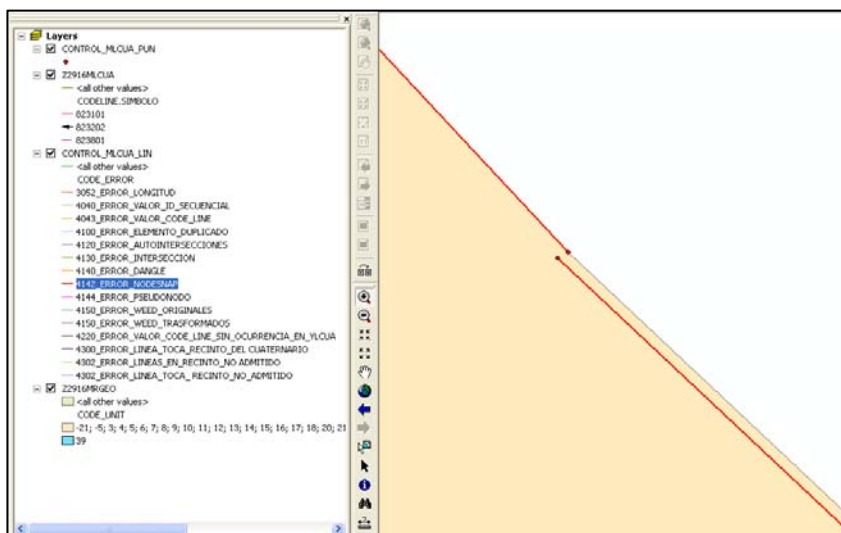 Layers
CONTROL_MLCUA_PUN
Z2916MLCUA
<all other values>
CODELINE.SIMBOLO
823101
823202
823801
CONTROL_MLCUA_LIN
<all other values>
CODE_ERROR
3052_ERROR_LONGITUD
4040_ERROR_VALOR_ID_SECUENCIAL
4043_ERROR_VALOR_CODE_LINE
4100_ERROR_ELEMENTO_DUPLICADO
4120_ERROR_AUTOINTERSECCIONES
4130_ERROR_INTERSECCION
4140_ERROR_DANGLE
4142_ERROR_NODESNAP
4144_ERROR_PSEUDONODO
4150_ERROR_WEED_ORIGINALES
4150_ERROR_WEED_TRASFORMADOS
4220_ERROR_VALOR_CODE_LINE_SIN_OCURRENCIA_EN_YLCUA
4300_ERROR_LINEA_TOCA_RECINTO_DEL_CUATERNARIO
4302_ERROR_LINEAS_EN_RECINTO_NO_ADMITIDO
4302_ERROR_LINEA_TOCA_RECINTO_NO_ADMITIDO
Z2916MRGEO
<all other values>
CODE_UNIT
-21; -5; 3; 4; 5; 6; 7; 8; 9; 10; 11; 12; 13; 14; 15; 16; 17; 18; 20; 21
39